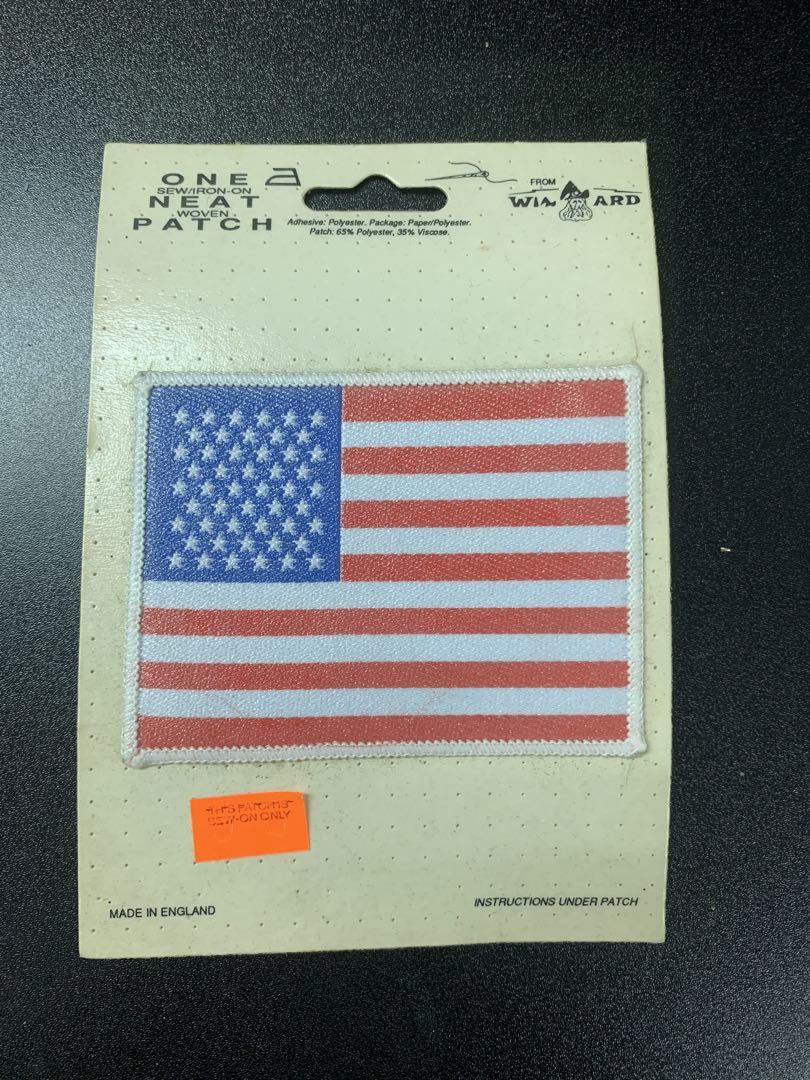 ONE
SEW/IRON-ON
NEAT
WOVEN
PATCH
Adhesive: Polyester. Package: Paper/Polyester.
Patch: 65% Polyester, 35% Viscose.
FROM
WIZARD
THIS PATCH IS
SEW-ON ONLY
MADE IN ENGLAND
INSTRUCTIONS UNDER PATCH